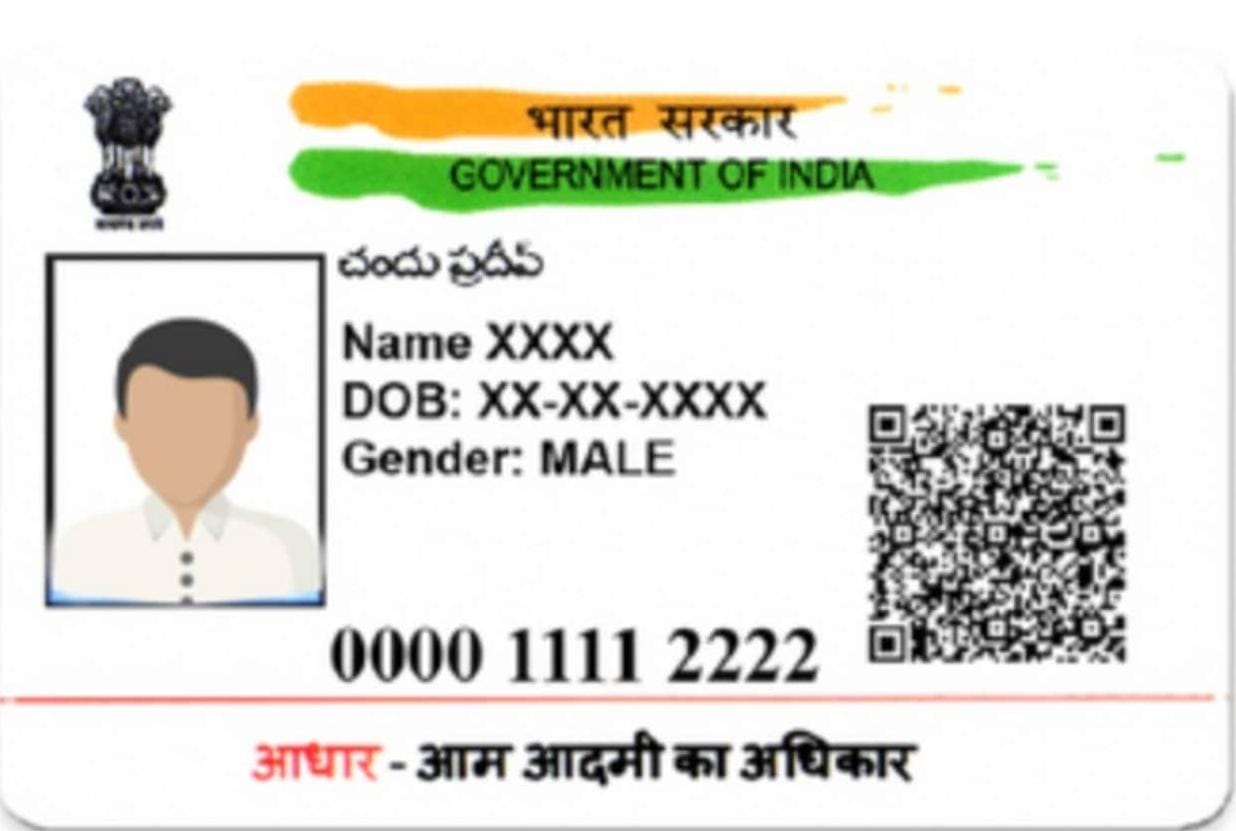 भारत सरकार
GOVERNMENT OF INDIA
చందు ప్రదీప్
Name XXXX
DOB: XX-XX-XXXX
Gender: MALE
0000 1111 2222
आधार - आम आदमी का अधिकार